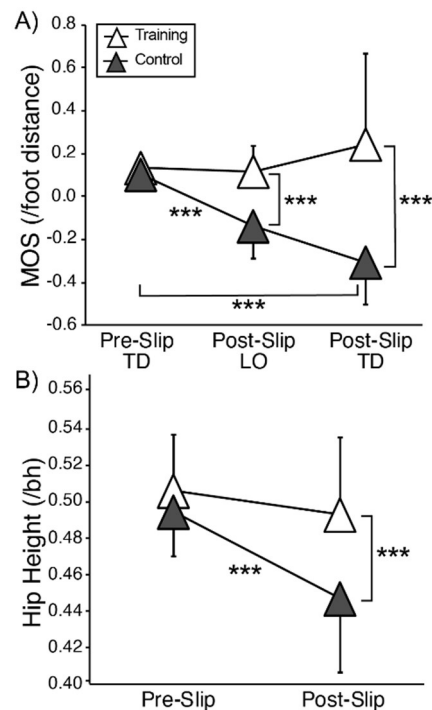 A)
Training
Control
0.8
0.6
0.4
0.2
0.0
-0.2
-0.4
-0.6
MOS (/foot distance)
***
***
***
***
Pre-Slip
TD
Post-Slip
LO
Post-Slip
TD
B)
0.56
0.54
0.52
0.50
0.48
0.46
0.44
0.42
0.40
Hip Height (/bh)
***
***
Pre-Slip
Post-Slip